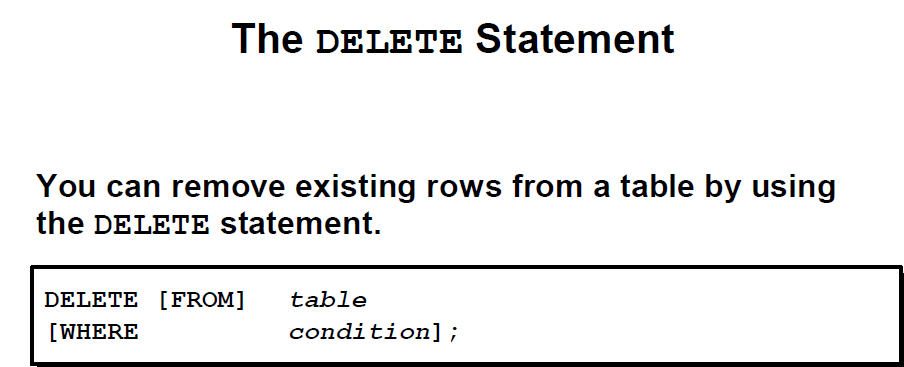 The DELETE Statement
You can remove existing rows from a table by using
the DELETE statement.
DELETE [FROM] table
[WHERE condition];